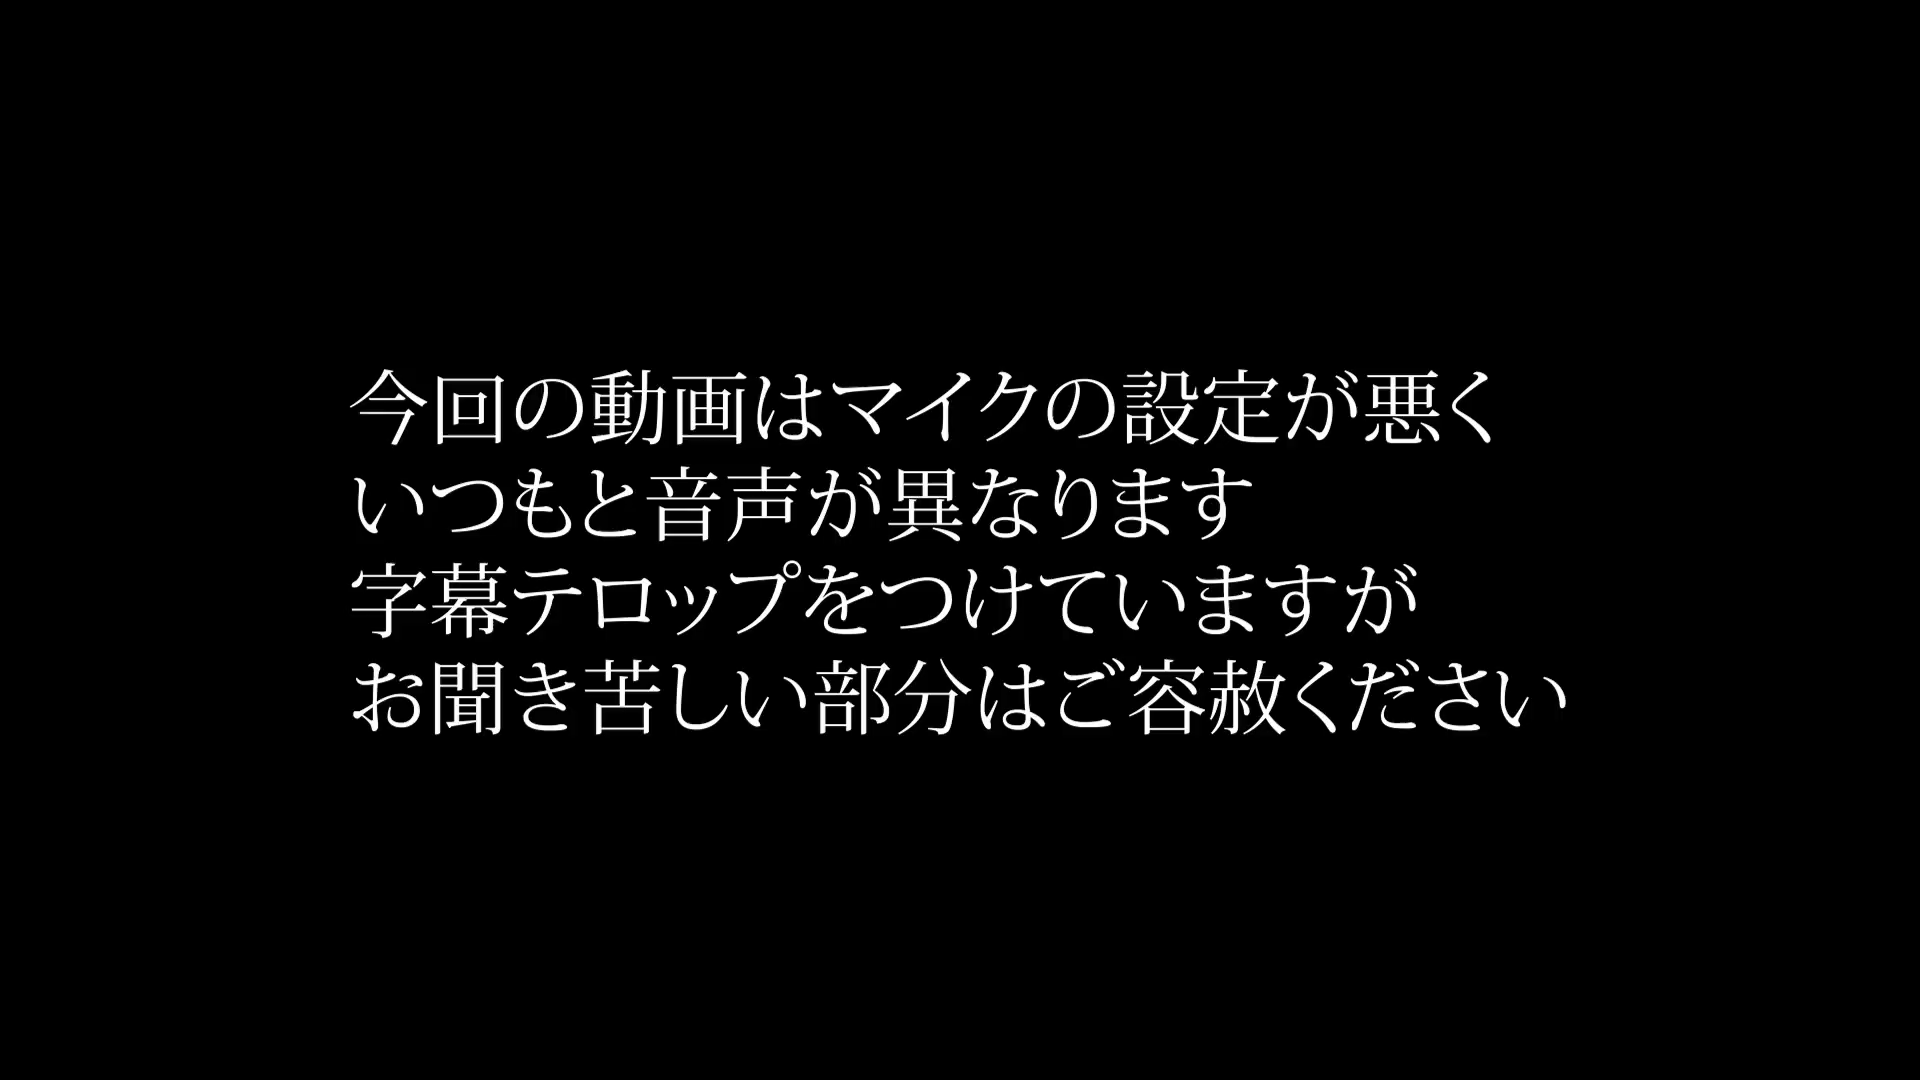 今回の動画はマイクの設定が悪く
いつもと音声が異なります
字幕テロップをつけていますが
お聞き苦しい部分はご容赦ください